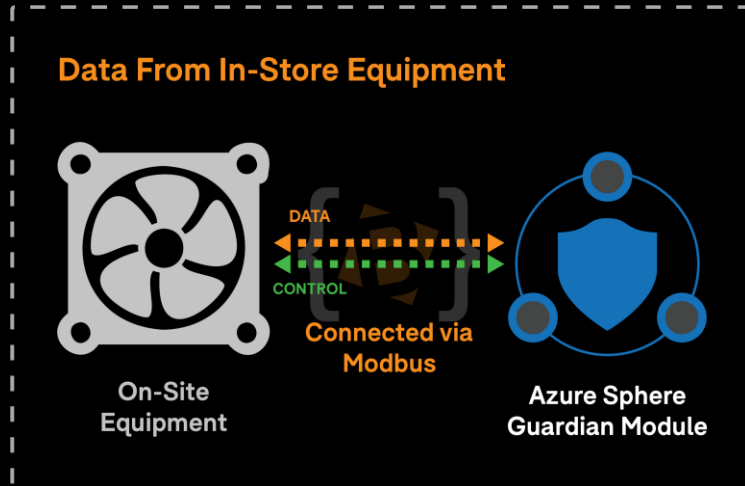 Data From In-Store Equipment
DATA
CONTROL
Connected via
Modbus
On-Site
Equipment
Azure Sphere
Guardian Module